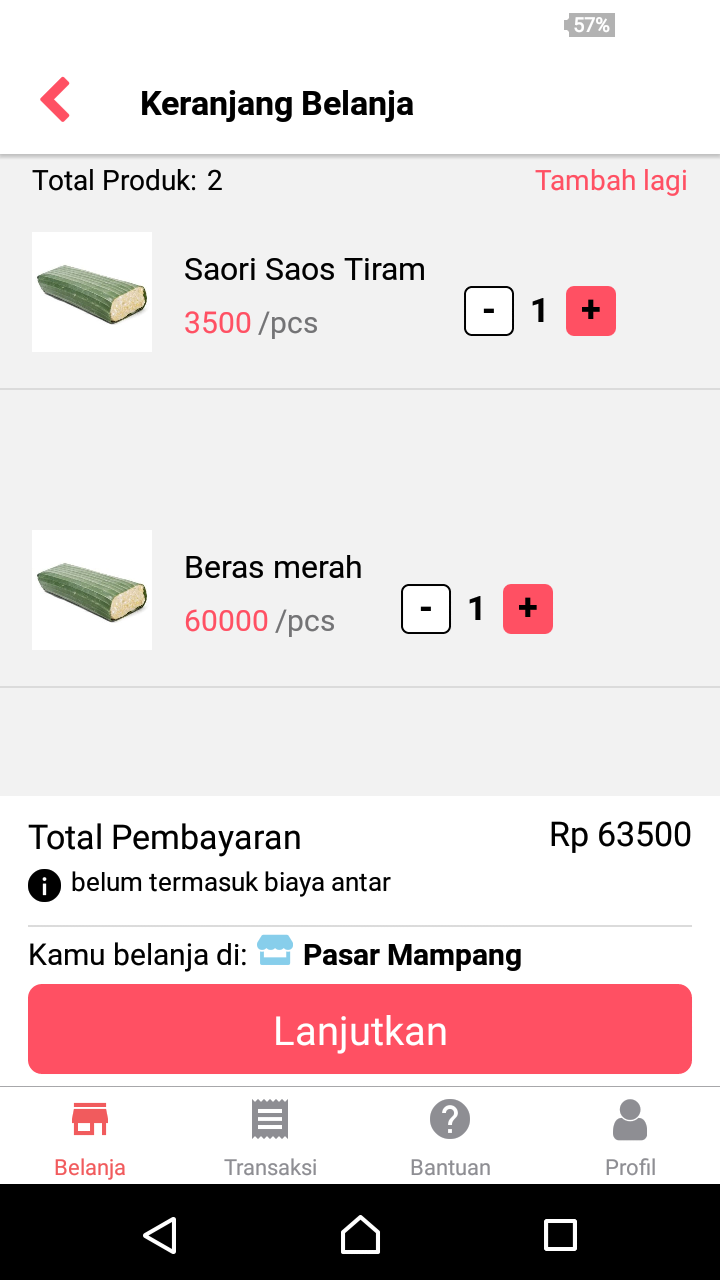 57%
Keranjang Belanja
Total Produk: 2 Tambah lagi
Saori Saos Tiram
3500 /pcs - 1 +
Beras merah
60000 /pcs - 1 +
Total Pembayaran Rp 63500
i belum termasuk biaya antar
Kamu belanja di: Pasar Mampang
Lanjutkan
? 
Belanja Transaksi Bantuan Profil